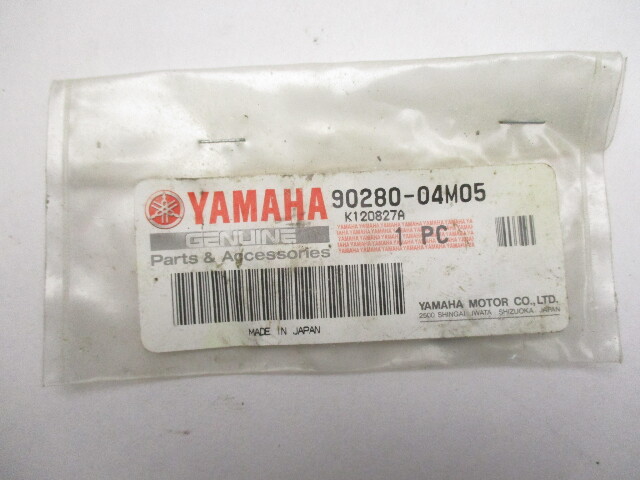 YAMAHA 90280-04M05
K120827A
GENUINE
Parts & Accessories
1 PC
YAMAHA MOTOR CO., LTD.
2500 SHINGAI, IWATA SHIZUOKA, JAPAN
MADE IN JAPAN